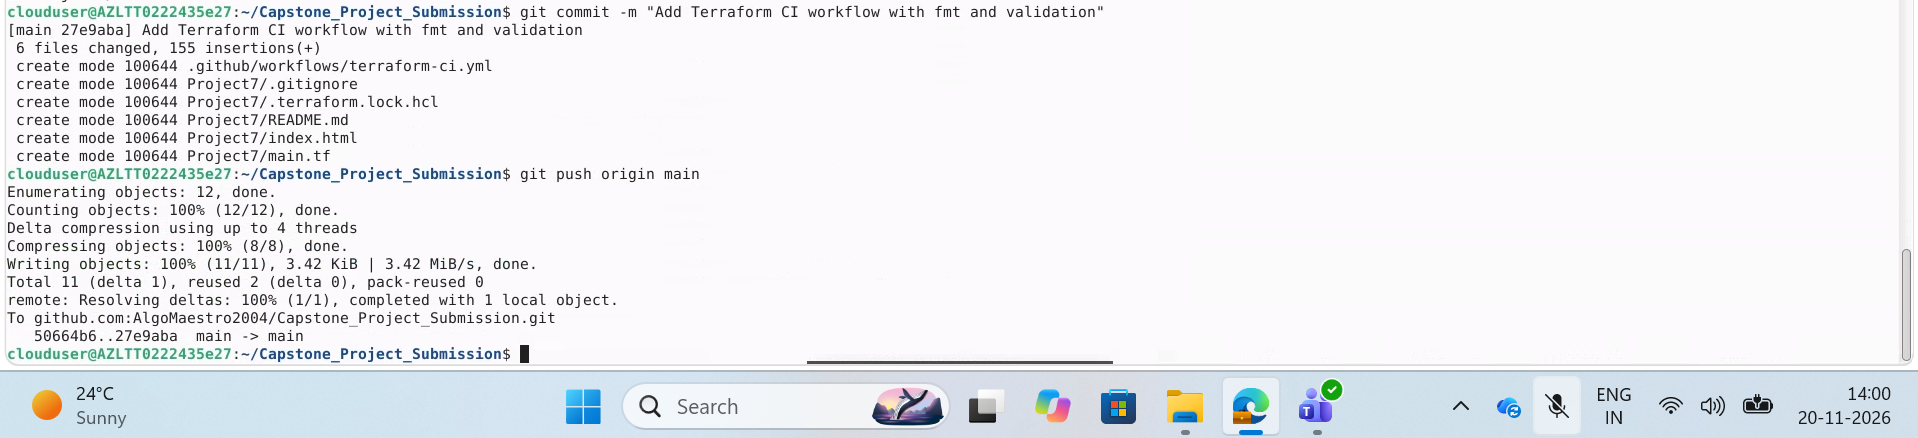 clouduser@AZLTT0222435e27:~/Capstone_Project_Submission$ git commit -m "Add Terraform CI workflow with fmt and validation"
[main 27e9aba] Add Terraform CI workflow with fmt and validation
 6 files changed, 155 insertions(+)
 create mode 100644 .github/workflows/terraform-ci.yml
 create mode 100644 Project7/.gitignore
 create mode 100644 Project7/.terraform.lock.hcl
 create mode 100644 Project7/README.md
 create mode 100644 Project7/index.html
 create mode 100644 Project7/main.tf
clouduser@AZLTT0222435e27:~/Capstone_Project_Submission$ git push origin main
Enumerating objects: 12, done.
Counting objects: 100% (12/12), done.
Delta compression using up to 4 threads
Compressing objects: 100% (8/8), done.
Writing objects: 100% (11/11), 3.42 KiB | 3.42 MiB/s, done.
Total 11 (delta 1), reused 2 (delta 0), pack-reused 0
remote: Resolving deltas: 100% (1/1), completed with 1 local object.
To github.com:AlgoMaestro2004/Capstone_Project_Submission.git
   50664b6..27e9aba  main -> main
clouduser@AZLTT0222435e27:~/Capstone_Project_Submission$
24°C
Sunny
Search
T
ENG
IN
14:00
20-11-2026